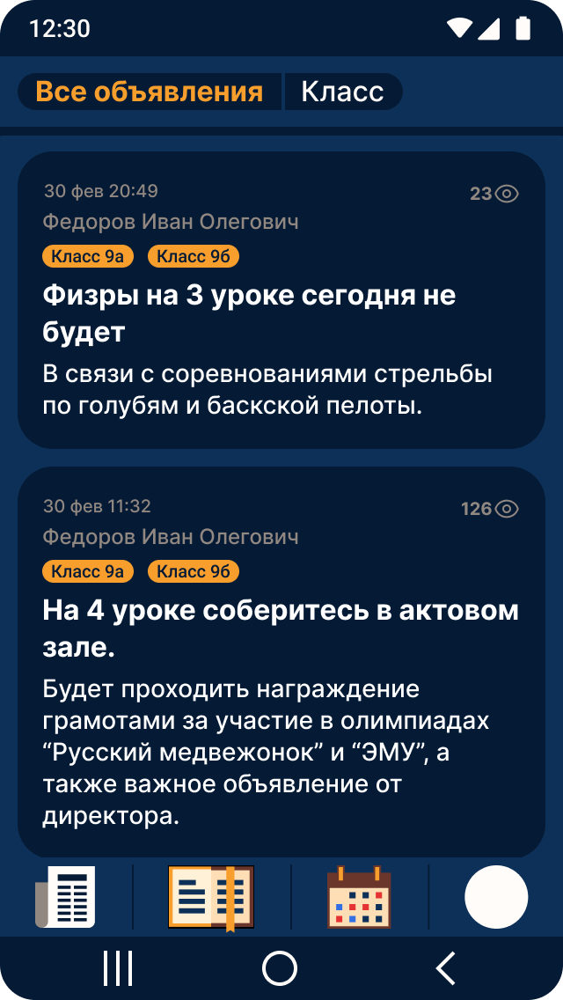 12:30
Все объявления
Класс
30 фев 20:49
23
Федоров Иван Олегович
Класс 9а
Класс 9б
Физры на 3 уроке сегодня не
будет
В связи с соревнованиями стрельбы
по голубям и баскской пелоты.
30 фев 11:32
126
Федоров Иван Олегович
Класс 9а
Класс 9б
На 4 уроке соберитесь в актовом
зале.
Будет проходить награждение
грамотами за участие в олимпиадах
“Русский медвежонок” и “ЭМУ”, а
также важное объявление от
директора.